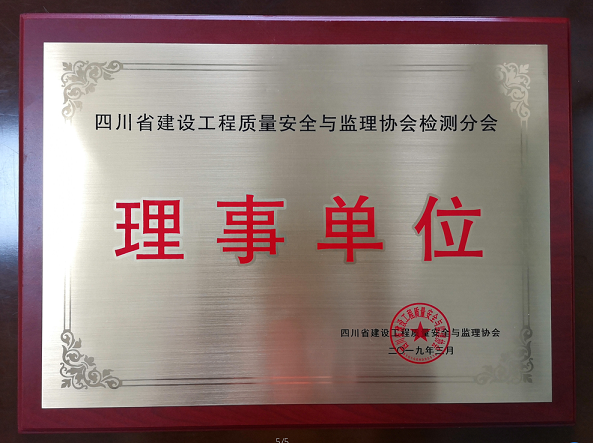 四川省建设工程质量安全与监理协会检测分会
理事单位
四川省建设工程质量安全与监理协会
二〇一九年三月
5/5